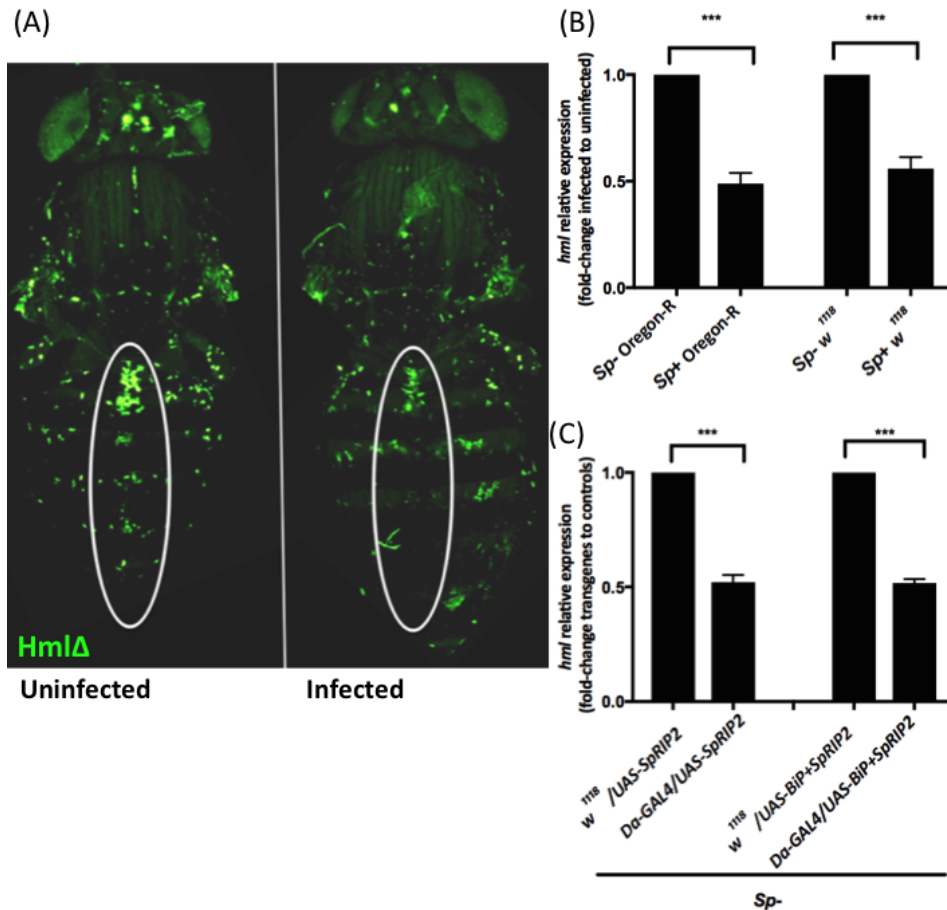 (A)
HmlΔ
Uninfected
Infected
(B)
***
***
hml relative expression
(fold-change infected to uninfected)
1.0
0.5
0.0
Sp- Oregon-R
Sp+ Oregon-R
Sp- w1118
Sp+ w1118
(C)
***
***
hml relative expression
(fold-change transgenes to controls)
1.0
0.5
1.0
w1118/UAS-SpRIP2
Da-GAL4/UAS-SpRIP2
w1118/UAS-BiP+SpRIP2
Da-GAL4/UAS-BiP+SpRIP2
Sp-